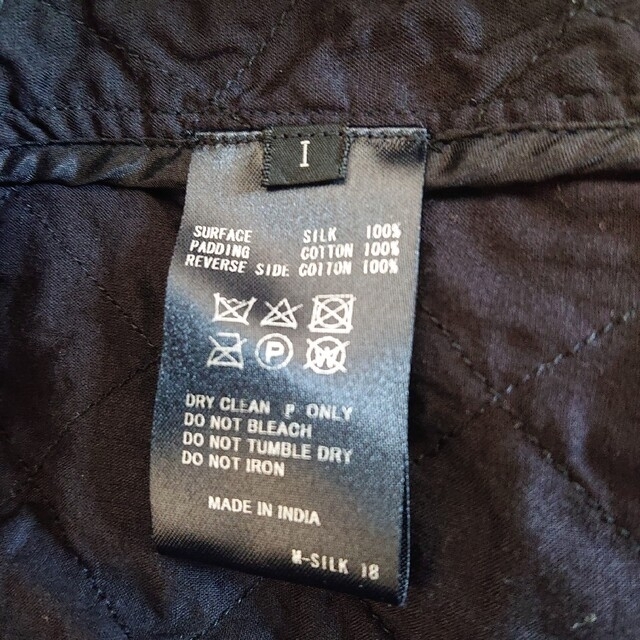 I
SURFACE SILK 100%
PADDING COTTON 100%
REVERSE SIDE COTTON 100%
P W
DRY CLEAN P ONLY
DO NOT BLEACH
DO NOT TUMBLE DRY
DO NOT IRON
MADE IN INDIA
M-SILK 18